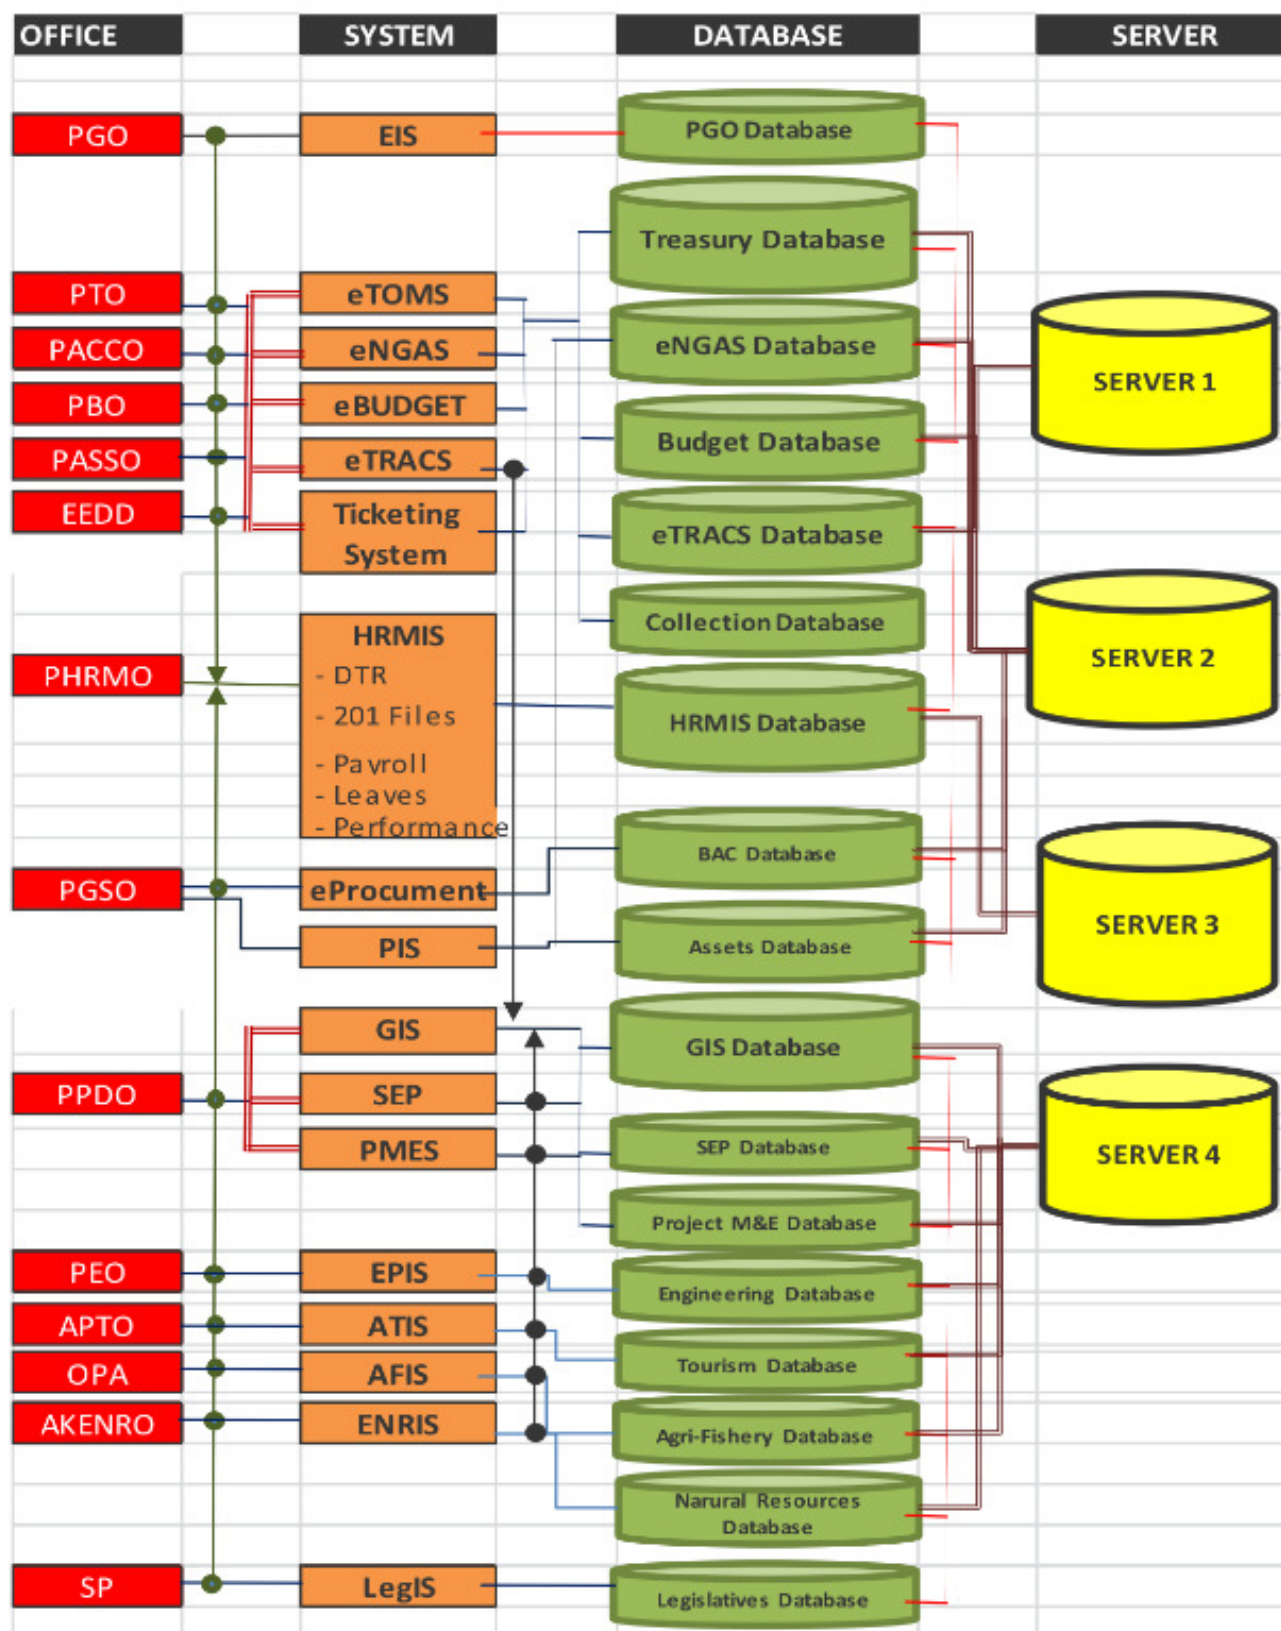 OFFICE
SYSTEM
DATABASE
SERVER
PGO
EIS
PGO Database
Treasury Database
PTO
eTOMS
PACCO
eNGAS
eNGAS Database
SERVER 1
PBO
eBUDGET
Budget Database
PASSO
eTRACS
EEDD
Ticketing
System
eTRACS Database
Collection Database
HRMIS
- DTR
- 201 Files
- Payroll
- Leaves
- Performance
PHRMO
HRMIS Database
SERVER 2
BAC Database
PGSO
eProcument
PIS
Assets Database
SERVER 3
GIS
GIS Database
PPDO
SEP
PMES
SEP Database
SERVER 4
Project M&E Database
PEO
EPIS
Engineering Database
APTO
ATIS
Tourism Database
OPA
AFIS
AKENRO
ENRIS
Agri-Fishery Database
Narural Resources
Database
SP
LegIS
Legislatives Database